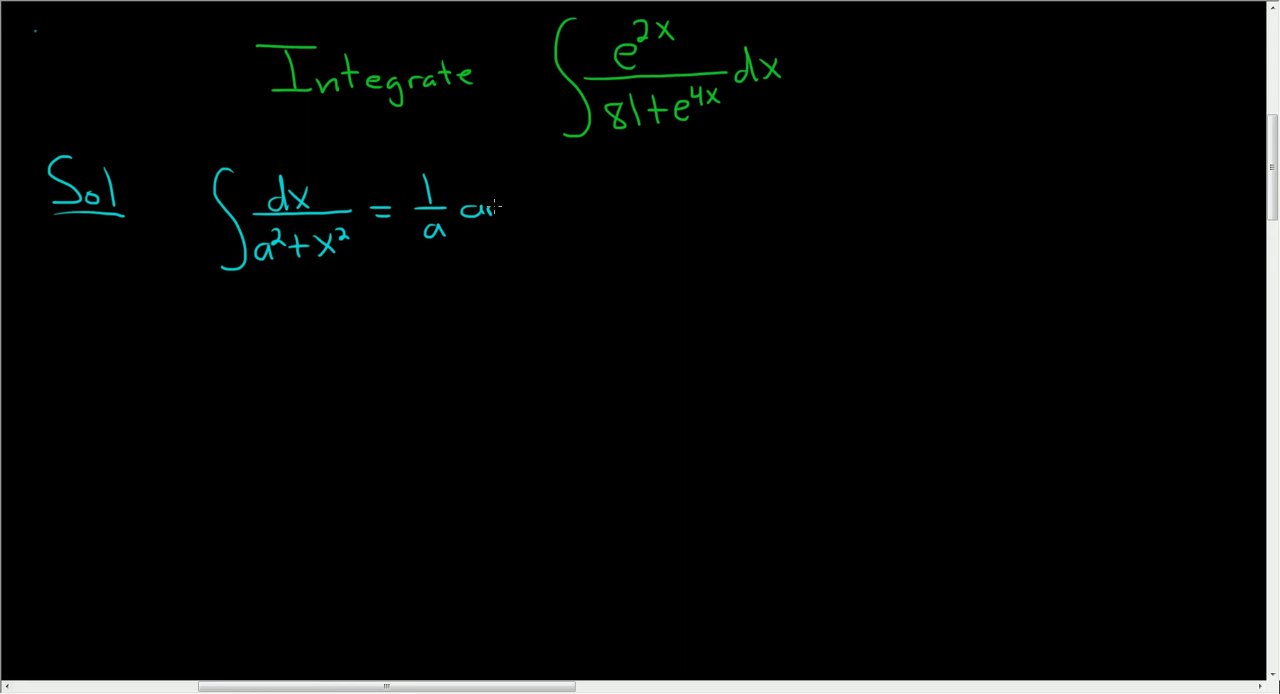 Integrate ∫ e^{2x} / (81 + e^{4x}) dx
Sol ∫ dx / (a² + x²) = 1/a